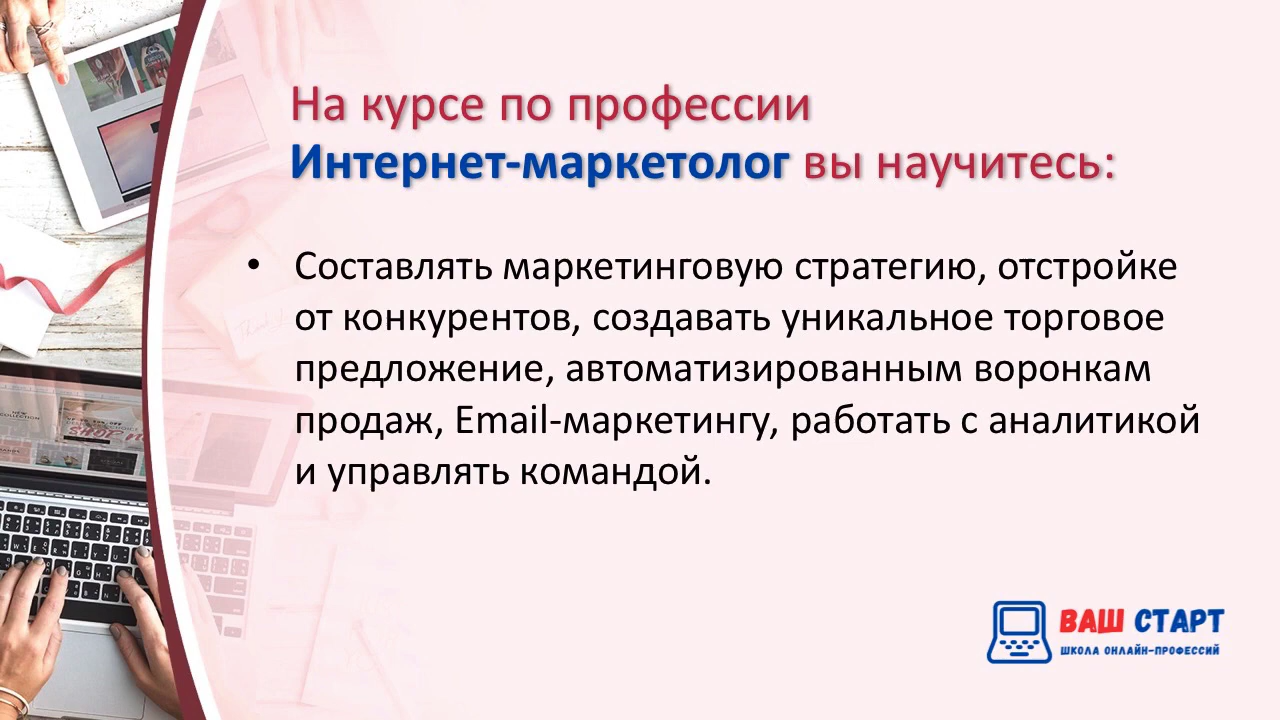 На курсе по профессии
Интернет-маркетолог вы научитесь:
• Составлять маркетинговую стратегию, отстройке
от конкурентов, создавать уникальное торговое
предложение, автоматизированным воронкам
продаж, Email-маркетингу, работать с аналитикой
и управлять командой.
ВАШ СТАРТ
ШКОЛА ОНЛАЙН-ПРОФЕССИЙ